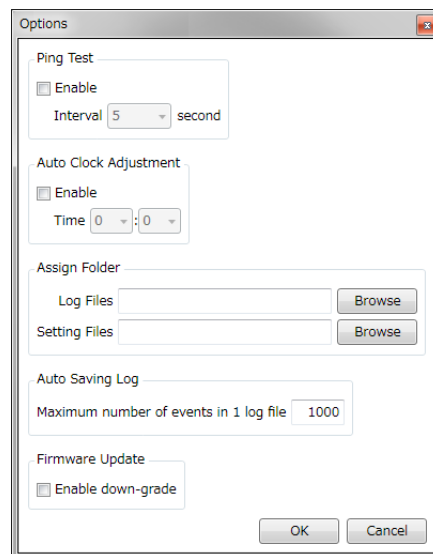 Options
Ping Test
Enable
Interval 5 second
Auto Clock Adjustment
Enable
Time 0 : 0
Assign Folder
Log Files Browse
Setting Files Browse
Auto Saving Log
Maximum number of events in 1 log file 1000
Firmware Update
Enable down-grade
OK Cancel